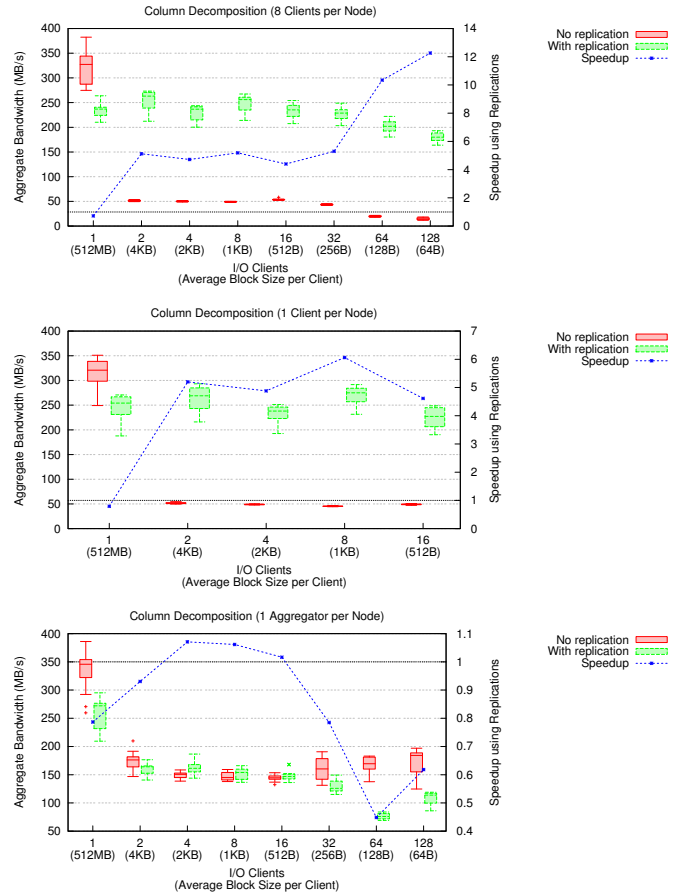 Column Decomposition (8 Clients per Node)
No replication
With replication
Speedup
Aggregate Bandwidth (MB/s)
400
350
300
250
200
150
100
50
0
Speedup using Replications
14
12
10
8
6
4
2
0
1 2 4 8 16 32 64 128
(512MB) (4KB) (2KB) (1KB) (512B) (256B) (128B) (64B)
I/O Clients
(Average Block Size per Client)
Column Decomposition (1 Client per Node)
No replication
With replication
Speedup
Aggregate Bandwidth (MB/s)
400
350
300
250
200
150
100
50
0
Speedup using Replications
7
6
5
4
3
2
1
0
1 2 4 8 16
(512MB) (4KB) (2KB) (1KB) (512B)
I/O Clients
(Average Block Size per Client)
Column Decomposition (1 Aggregator per Node)
No replication
With replication
Speedup
Aggregate Bandwidth (MB/s)
400
350
300
250
200
150
100
50
Speedup using Replications
1.1
1
0.9
0.8
0.7
0.6
0.5
0.4
1 2 4 8 16 32 64 128
(512MB) (4KB) (2KB) (1KB) (512B) (256B) (128B) (64B)
I/O Clients
(Average Block Size per Client)